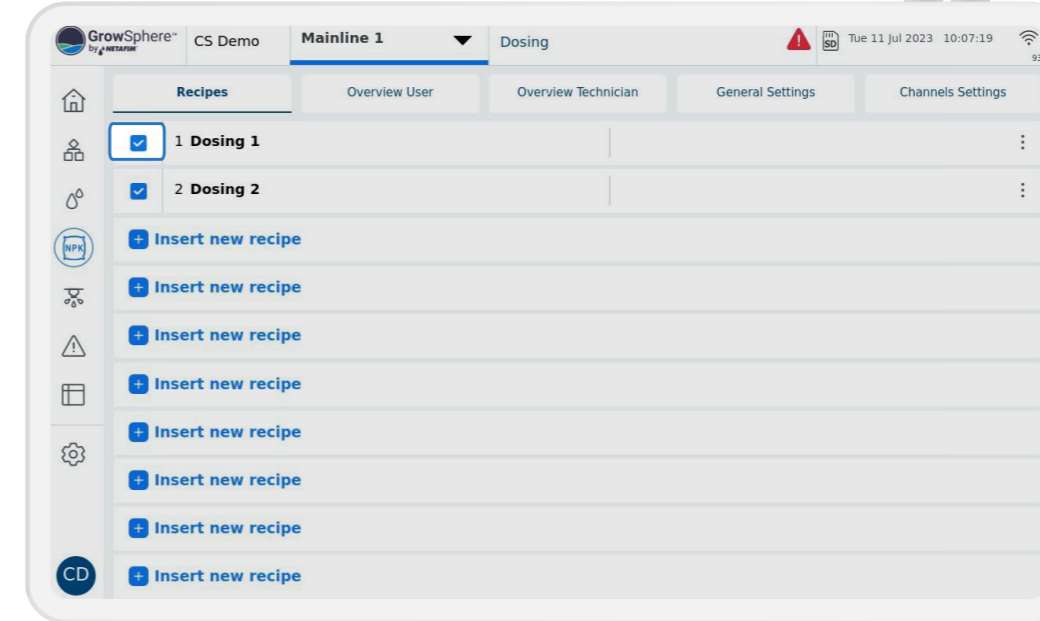 GrowSphere™
by NETAFIM
CS Demo
Mainline 1
Dosing
SD
Tue 11 Jul 2023 10:07:19
93
Recipes
Overview User
Overview Technician
General Settings
Channels Settings
1 Dosing 1
2 Dosing 2
NPK
Insert new recipe
Insert new recipe
Insert new recipe
Insert new recipe
Insert new recipe
Insert new recipe
Insert new recipe
Insert new recipe
CD